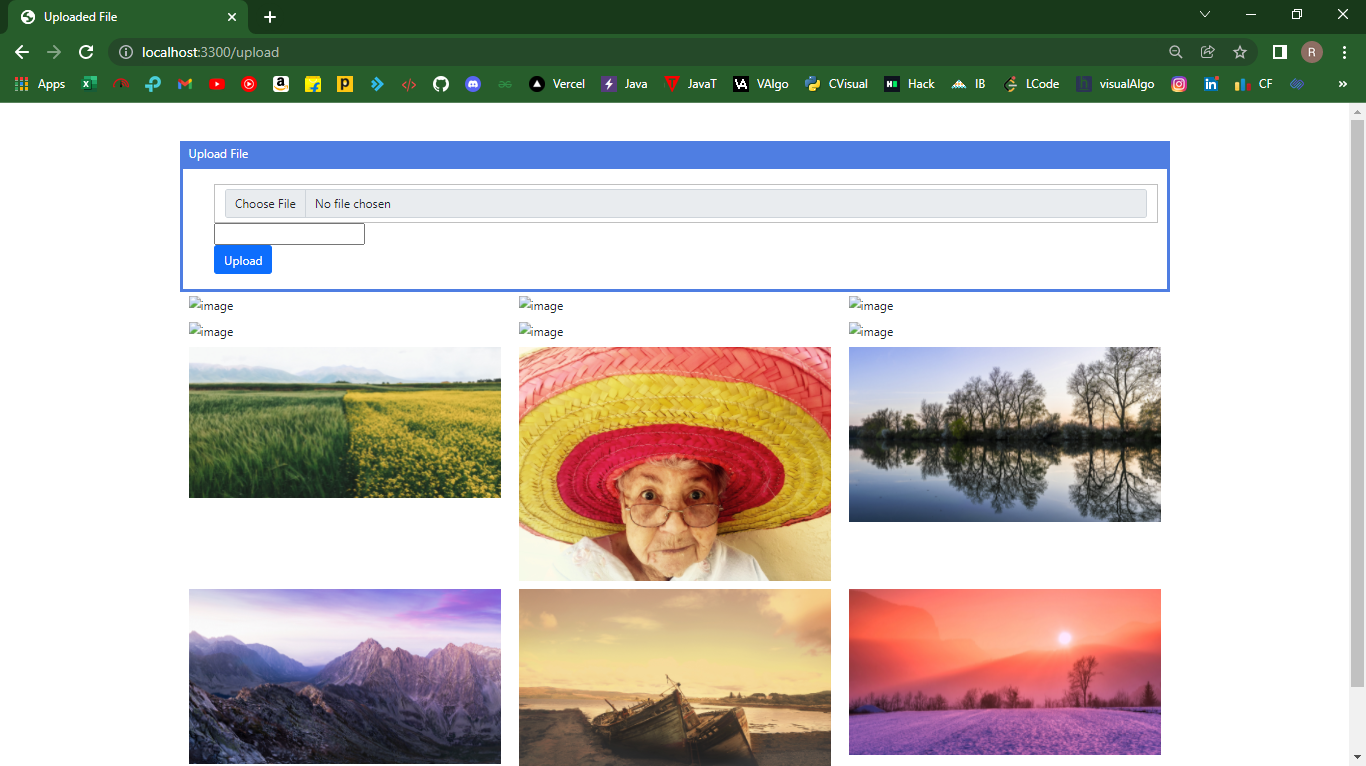 Uploaded File
localhost:3300/upload
R
Apps Vercel Java JavaT VAlgo CVisual Hack IB LCode visualAlgo CF »
Upload File
Choose File No file chosen
Upload
image image image
image image image